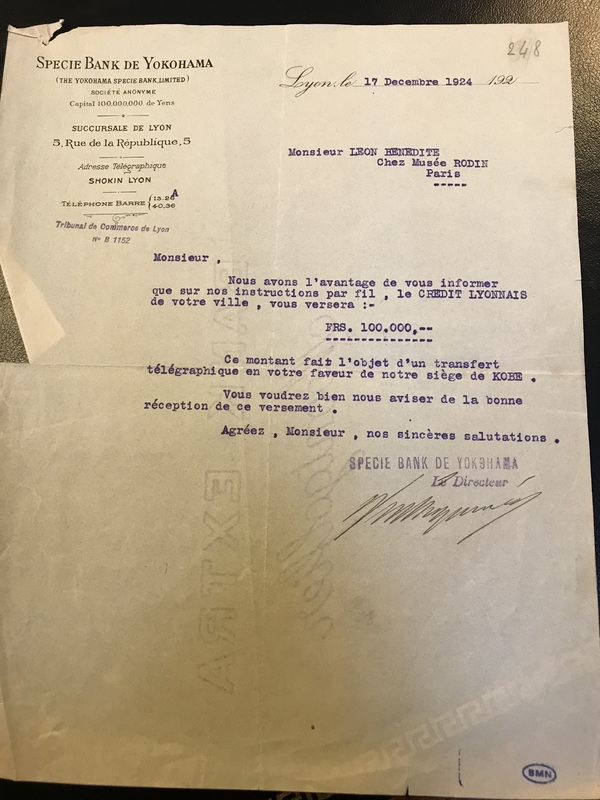 248
SPECIE BANK DE YOKOHAMA
(THE YOKOHAMA SPECIE BANK, LIMITED)
SOCIÉTÉ ANONYME
Capital 100.000.000. de Yens
SUCCURSALE DE LYON
5, Rue de la République, 5
Adresse Télégraphique
SHOKIN LYON
TÉLÉPHONE BARRE {13.26 A
40.36
Tribunal de Commerce de Lyon
N° B 1152
Lyon, le 17 Decembre 1924 192
Monsieur LEON BENEDITE
Chez Musée RODIN
Paris
-----
Monsieur ,
Nous avons l'avantage de vous informer
que sur nos instructions par fil , le CREDIT LYONNAIS
de votre ville , vous versera :-
FRS. 100.000,--
---------------
Ce montant fait l'objet d'un transfert
télégraphique en votre faveur de notre siège de KOBE .
Vous voudrez bien nous aviser de la bonne
réception de ce versement .
Agréez , Monsieur , nos sincères salutations .
SPECIE BANK DE YOKOHAMA
Le Directeur
EXTRA
BMN